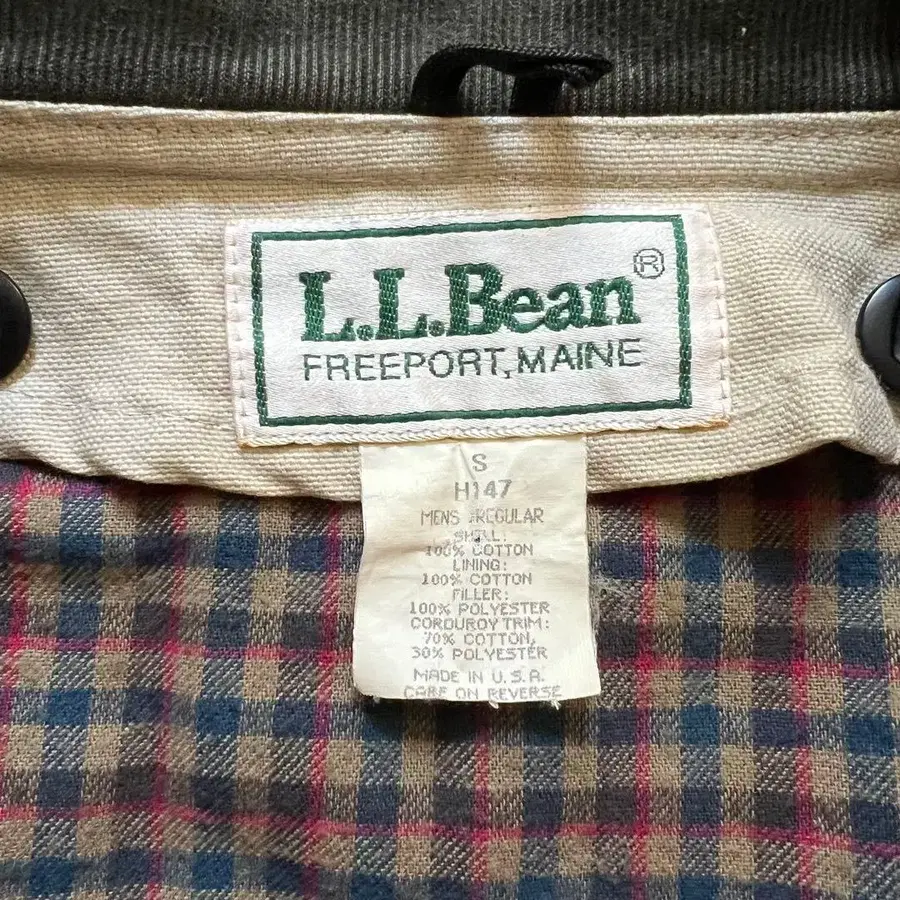 L.L.Bean®
FREEPORT, MAINE
S
H147
MENS REGULAR
SHELL:
100% COTTON
LINING:
100% COTTON
FILLER:
100% POLYESTER
CORDUROY TRIM:
70% COTTON,
30% POLYESTER
MADE IN U.S.A.
CARE ON REVERSE